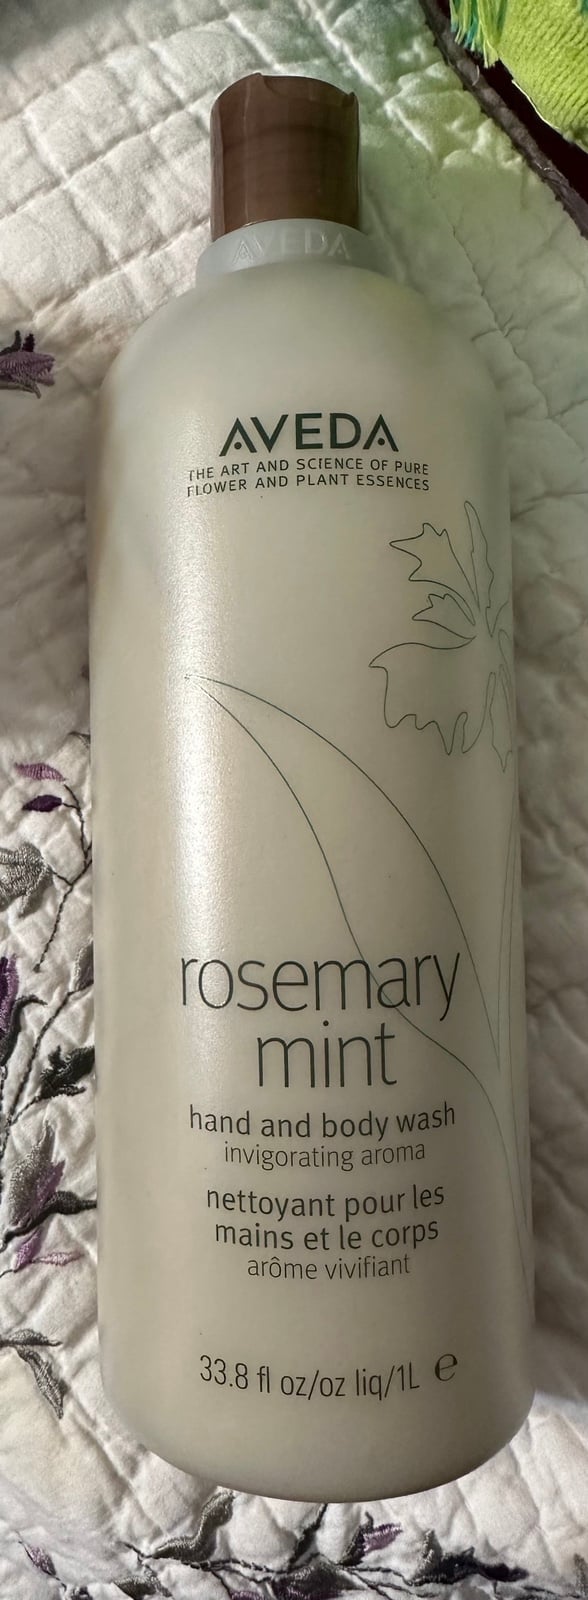 AVEDA
AVEDA
THE ART AND SCIENCE OF PURE
FLOWER AND PLANT ESSENCES
rosemary
mint
hand and body wash
invigorating aroma
nettoyant pour les
mains et le corps
arôme vivifiant
33.8 fl oz/oz liq/1L ℮